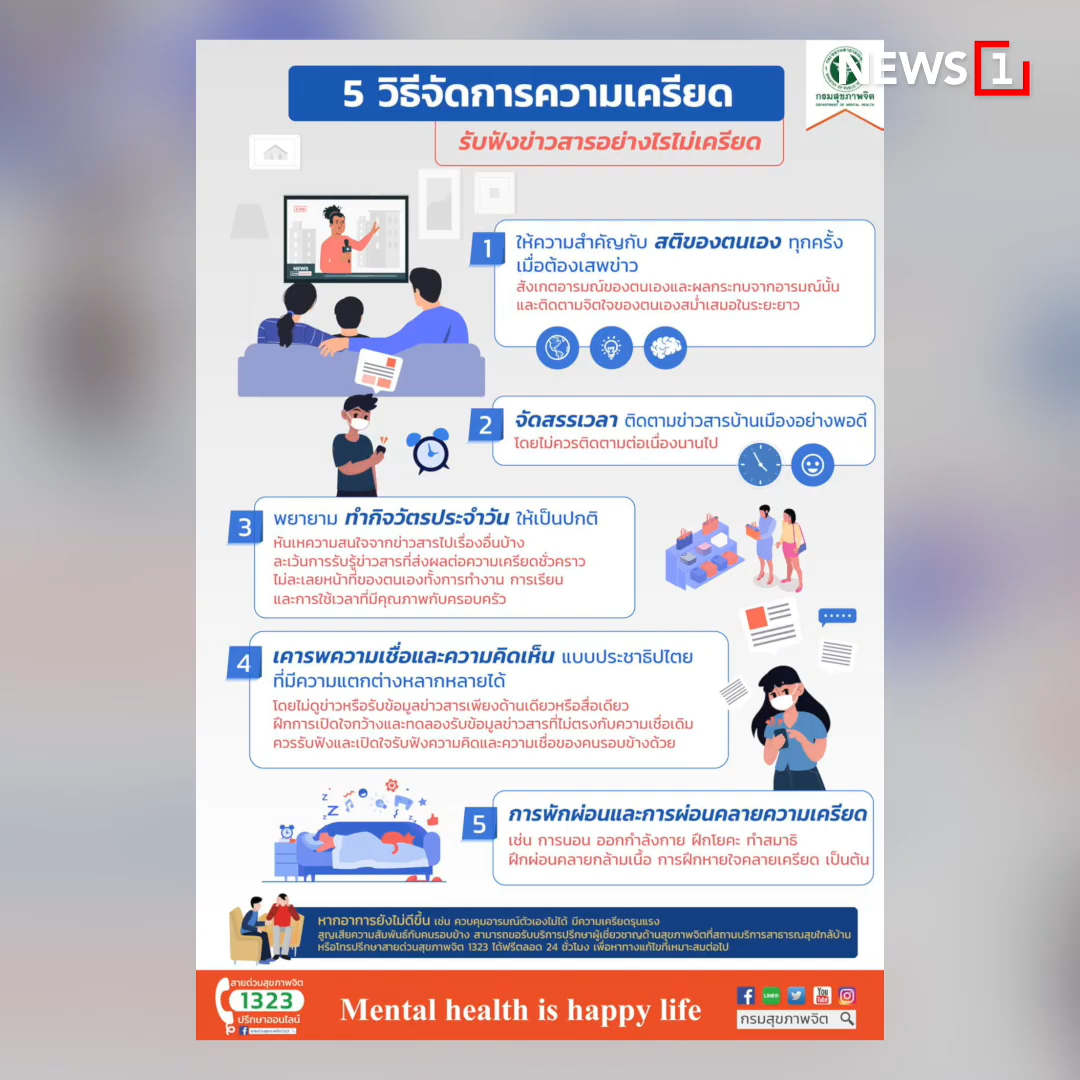 NEWS 1
กรมสุขภาพจิต
DEPARTMENT OF MENTAL HEALTH
5 วิธีจัดการความเครียด
รับฟังข่าวสารอย่างไรไม่เครียด
LIVE
NEWS
1
ให้ความสำคัญกับ สติของตนเอง ทุกครั้ง
เมื่อต้องเสพข่าว
สังเกตอารมณ์ของตนเองและผลกระทบจากอารมณ์นั้น
และติดตามจิตใจของตนเองสม่ำเสมอในระยะยาว
2
จัดสรรเวลา ติดตามข่าวสารบ้านเมืองอย่างพอดี
โดยไม่ควรติดตามต่อเนื่องนานไป
3
พยายาม ทำกิจวัตรประจำวัน ให้เป็นปกติ
หันเหความสนใจจากข่าวสารไปเรื่องอื่นบ้าง
ละเว้นการรับรู้ข่าวสารที่ส่งผลต่อความเครียดชั่วคราว
ไม่ละเลยหน้าที่ของตนเองทั้งการทำงาน การเรียน
และการใช้เวลาที่มีคุณภาพกับครอบครัว
4
เคารพความเชื่อและความคิดเห็น แบบประชาธิปไตย
ที่มีความแตกต่างหลากหลายได้
โดยไม่ดูข่าวหรือรับข้อมูลข่าวสารเพียงด้านเดียวหรือสื่อเดียว
ฝึกการเปิดใจกว้างและทดลองรับข้อมูลข่าวสารที่ไม่ตรงกับความเชื่อเดิม
ควรรับฟังและเปิดใจรับฟังความคิดและความเชื่อของคนรอบข้างด้วย
z z Z
5
การพักผ่อนและการผ่อนคลายความเครียด
เช่น การนอน ออกกำลังกาย ฝึกโยคะ ทำสมาธิ
ฝึกผ่อนคลายกล้ามเนื้อ การฝึกหายใจคลายเครียด เป็นต้น
หากอาการยังไม่ดีขึ้น เช่น ควบคุมอารมณ์ตัวเองไม่ได้ มีความเครียดรุนแรง
สูญเสียความสัมพันธ์กับคนรอบข้าง สามารถขอรับบริการปรึกษาผู้เชี่ยวชาญด้านสุขภาพจิตที่สถานบริการสาธารณสุขใกล้บ้าน
หรือโทรปรึกษาสายด่วนสุขภาพจิต 1323 ได้ฟรีตลอด 24 ชั่วโมง เพื่อหาทางแก้ไขที่เหมาะสมต่อไป
สายด่วนสุขภาพจิต
1323
ปรึกษาออนไลน์
Mental health is happy life
LINE@
You Tube
กรมสุขภาพจิต